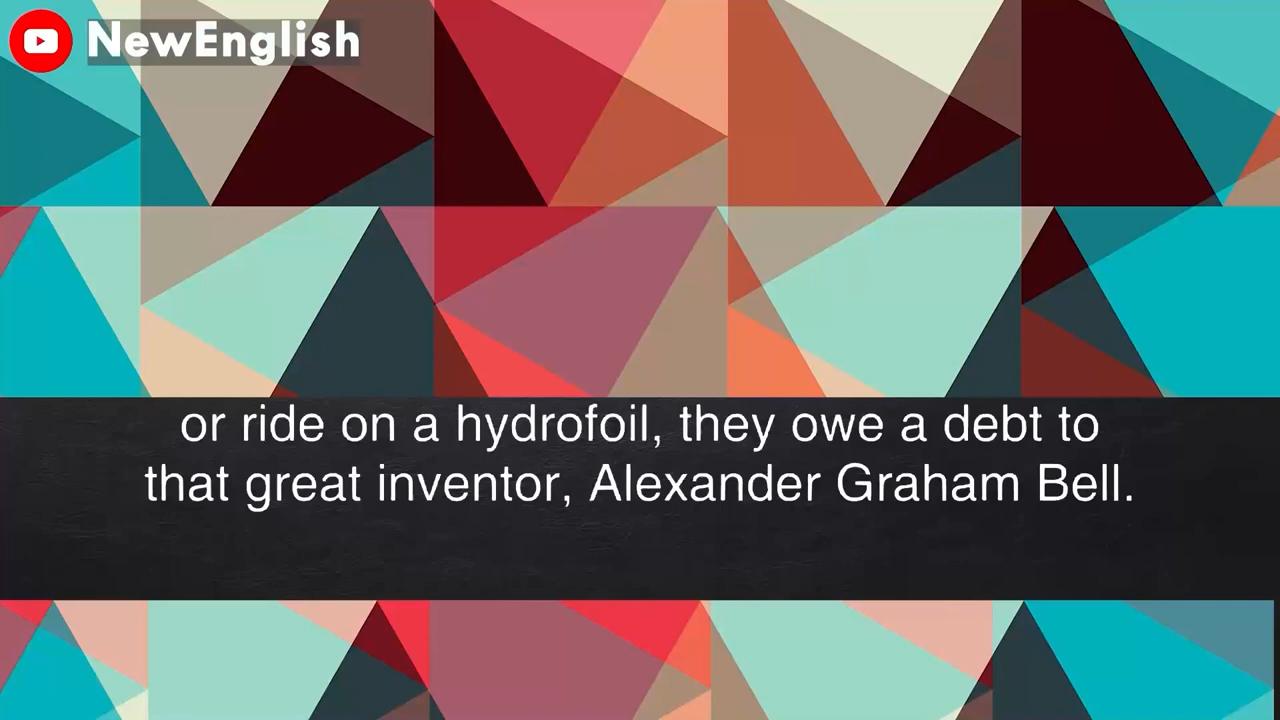 NewEnglish
or ride on a hydrofoil, they owe a debt to
that great inventor, Alexander Graham Bell.